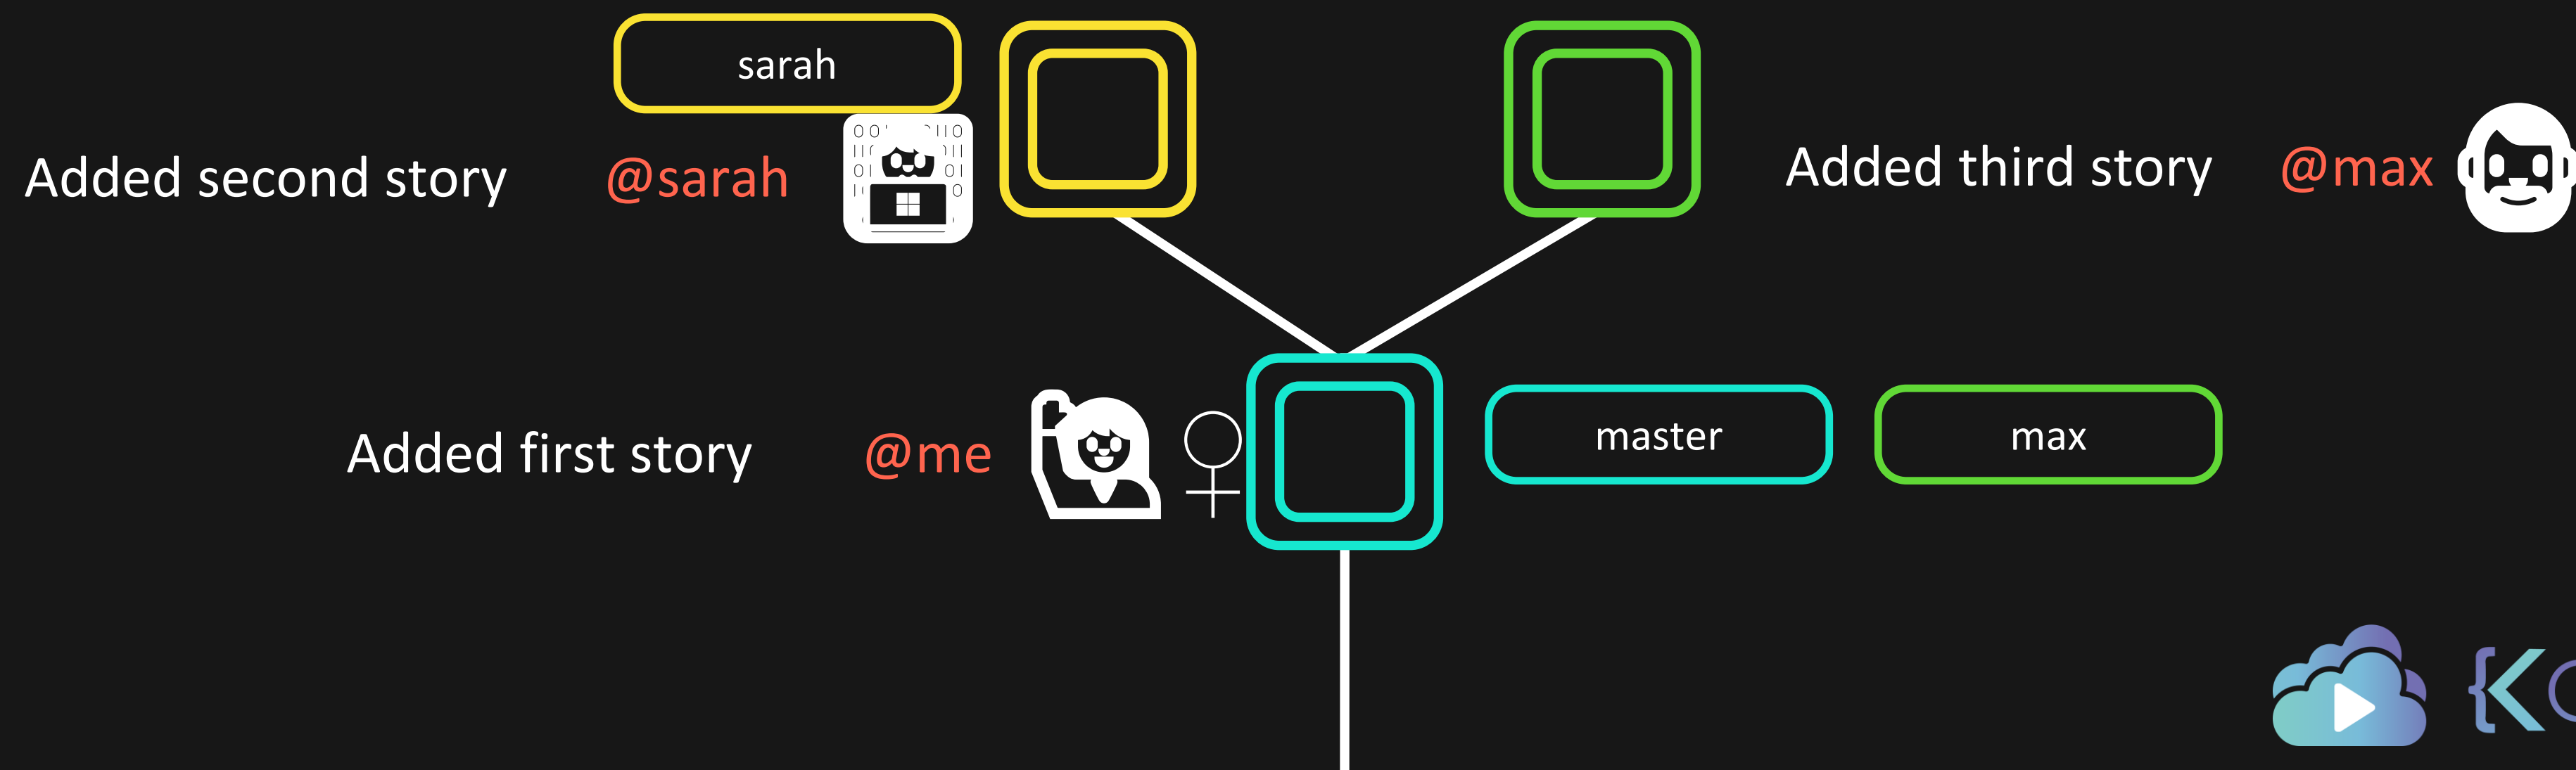 sarah
Added second story @sarah
Added third story @max
Added first story @me
master
max